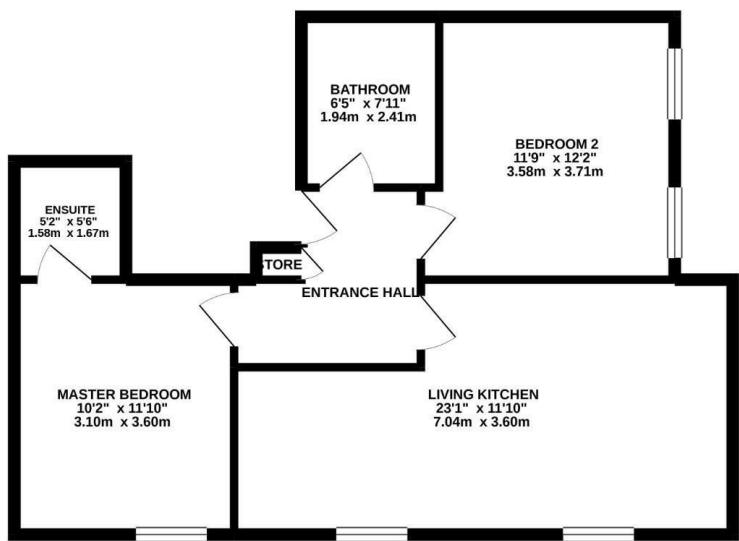 BATHROOM
6'5" x 7'11"
1.94m x 2.41m
BEDROOM 2
11'9" x 12'2"
3.58m x 3.71m
ENSUITE
5'2" x 5'6"
1.58m x 1.67m
STORE
ENTRANCE HALL
MASTER BEDROOM
10'2" x 11'10"
3.10m x 3.60m
LIVING KITCHEN
23'1" x 11'10"
7.04m x 3.60m